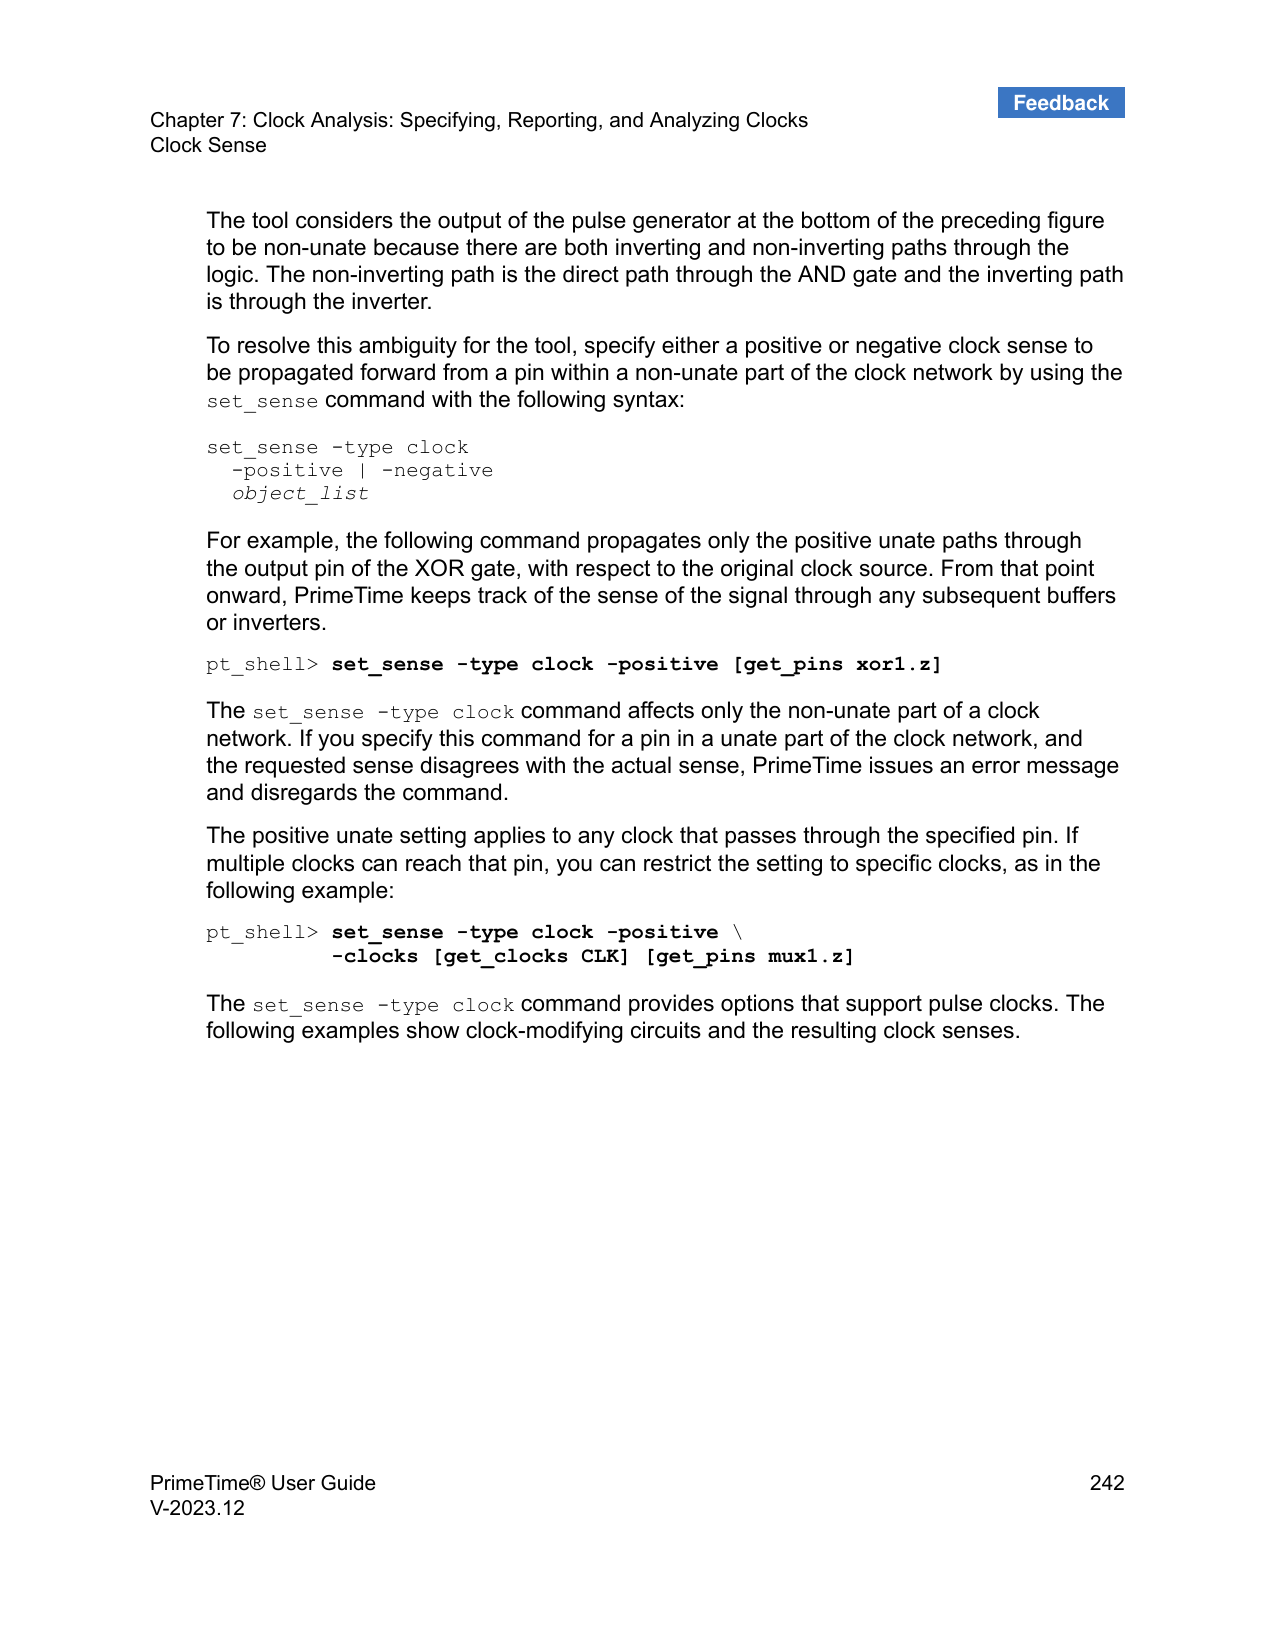 Feedback
Chapter 7: Clock Analysis: Specifying, Reporting, and Analyzing Clocks
Clock Sense
The tool considers the output of the pulse generator at the bottom of the preceding figure
to be non-unate because there are both inverting and non-inverting paths through the
logic. The non-inverting path is the direct path through the AND gate and the inverting path
is through the inverter.
To resolve this ambiguity for the tool, specify either a positive or negative clock sense to
be propagated forward from a pin within a non-unate part of the clock network by using the
set_sense command with the following syntax:
set_sense -type clock
  -positive | -negative
  object_list
For example, the following command propagates only the positive unate paths through
the output pin of the XOR gate, with respect to the original clock source. From that point
onward, PrimeTime keeps track of the sense of the signal through any subsequent buffers
or inverters.
pt_shell> set_sense -type clock -positive [get_pins xor1.z]
The set_sense -type clock command affects only the non-unate part of a clock
network. If you specify this command for a pin in a unate part of the clock network, and
the requested sense disagrees with the actual sense, PrimeTime issues an error message
and disregards the command.
The positive unate setting applies to any clock that passes through the specified pin. If
multiple clocks can reach that pin, you can restrict the setting to specific clocks, as in the
following example:
pt_shell> set_sense -type clock -positive \
          -clocks [get_clocks CLK] [get_pins mux1.z]
The set_sense -type clock command provides options that support pulse clocks. The
following examples show clock-modifying circuits and the resulting clock senses.
PrimeTime® User Guide
V-2023.12
242